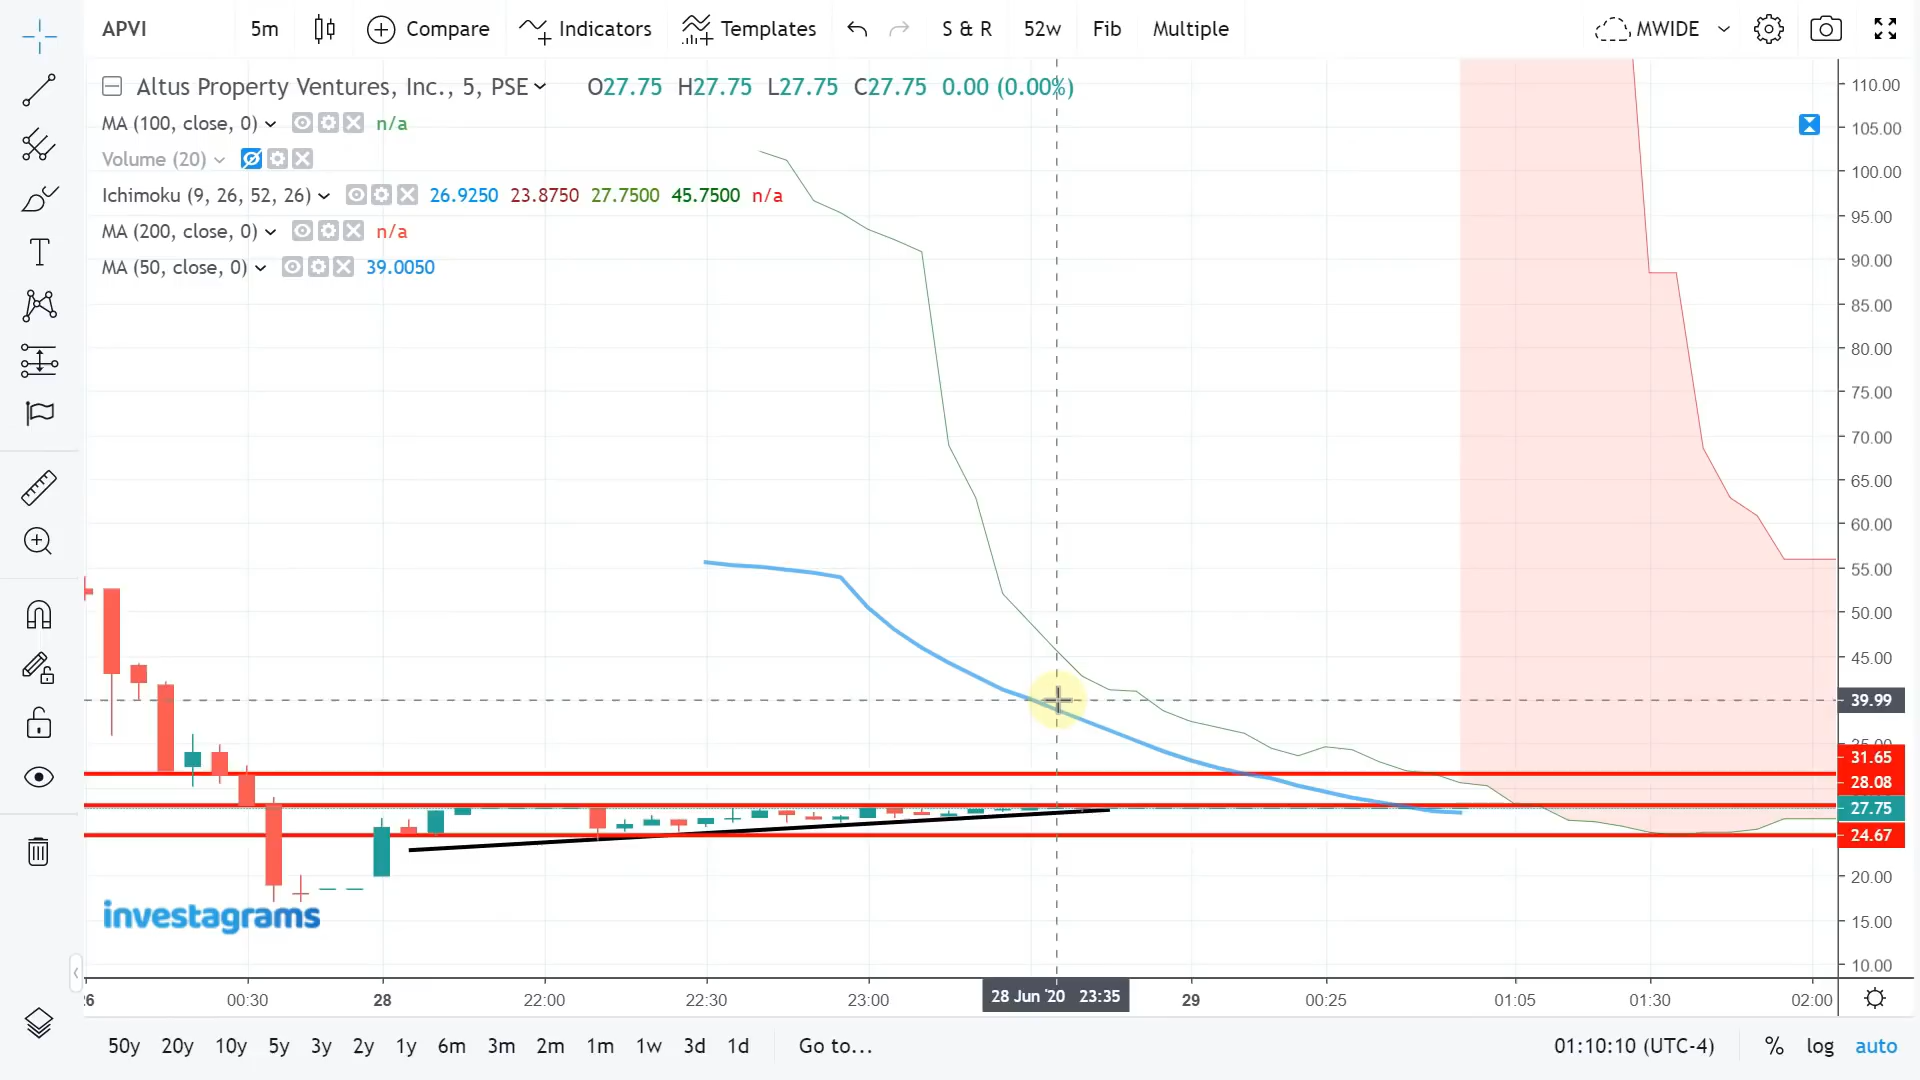 APVI 5m Compare Indicators Templates S & R 52w Fib Multiple MWIDE
Altus Property Ventures, Inc., 5, PSE O27.75 H27.75 L27.75 C27.75 0.00 (0.00%)
MA (100, close, 0) n/a
Volume (20)
Ichimoku (9, 26, 52, 26) 26.9250 23.8750 27.7500 45.7500 n/a
MA (200, close, 0) n/a
MA (50, close, 0) 39.0050
110.00
105.00
100.00
95.00
90.00
85.00
80.00
75.00
70.00
65.00
60.00
55.00
50.00
45.00
39.99
35.00
31.65
28.08
27.75
24.67
20.00
15.00
10.00
investagrams
00:30 28 22:00 22:30 23:00 28 Jun '20 23:35 29 00:25 01:05 01:30 02:00
50y 20y 10y 5y 3y 2y 1y 6m 3m 2m 1m 1w 3d 1d Go to... 01:10:10 (UTC-4) % log auto